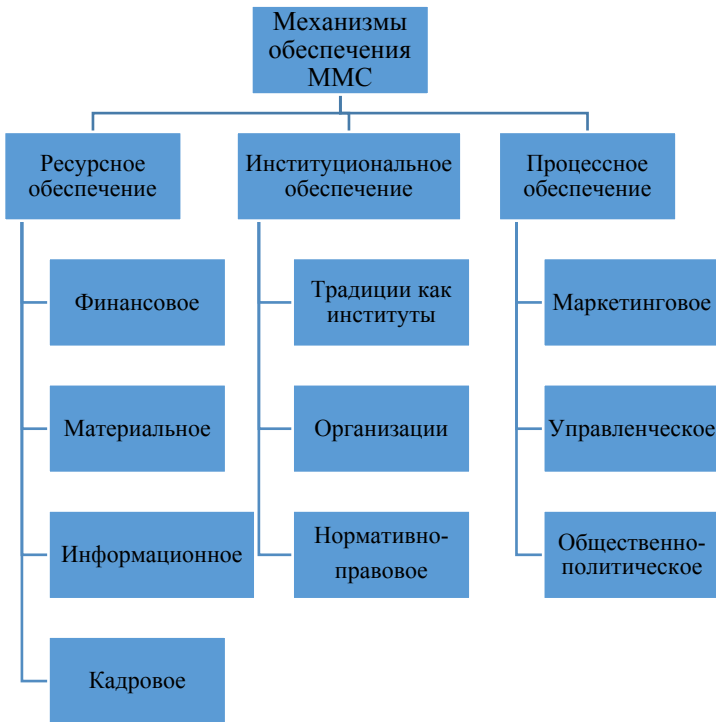 Механизмы
обеспечения
ММС
Ресурсное
обеспечение
Институциональное
обеспечение
Процессное
обеспечение
Финансовое
Традиции как
институты
Маркетинговое
Материальное
Организации
Управленческое
Информационное
Нормативно-
правовое
Общественно-
политическое
Кадровое